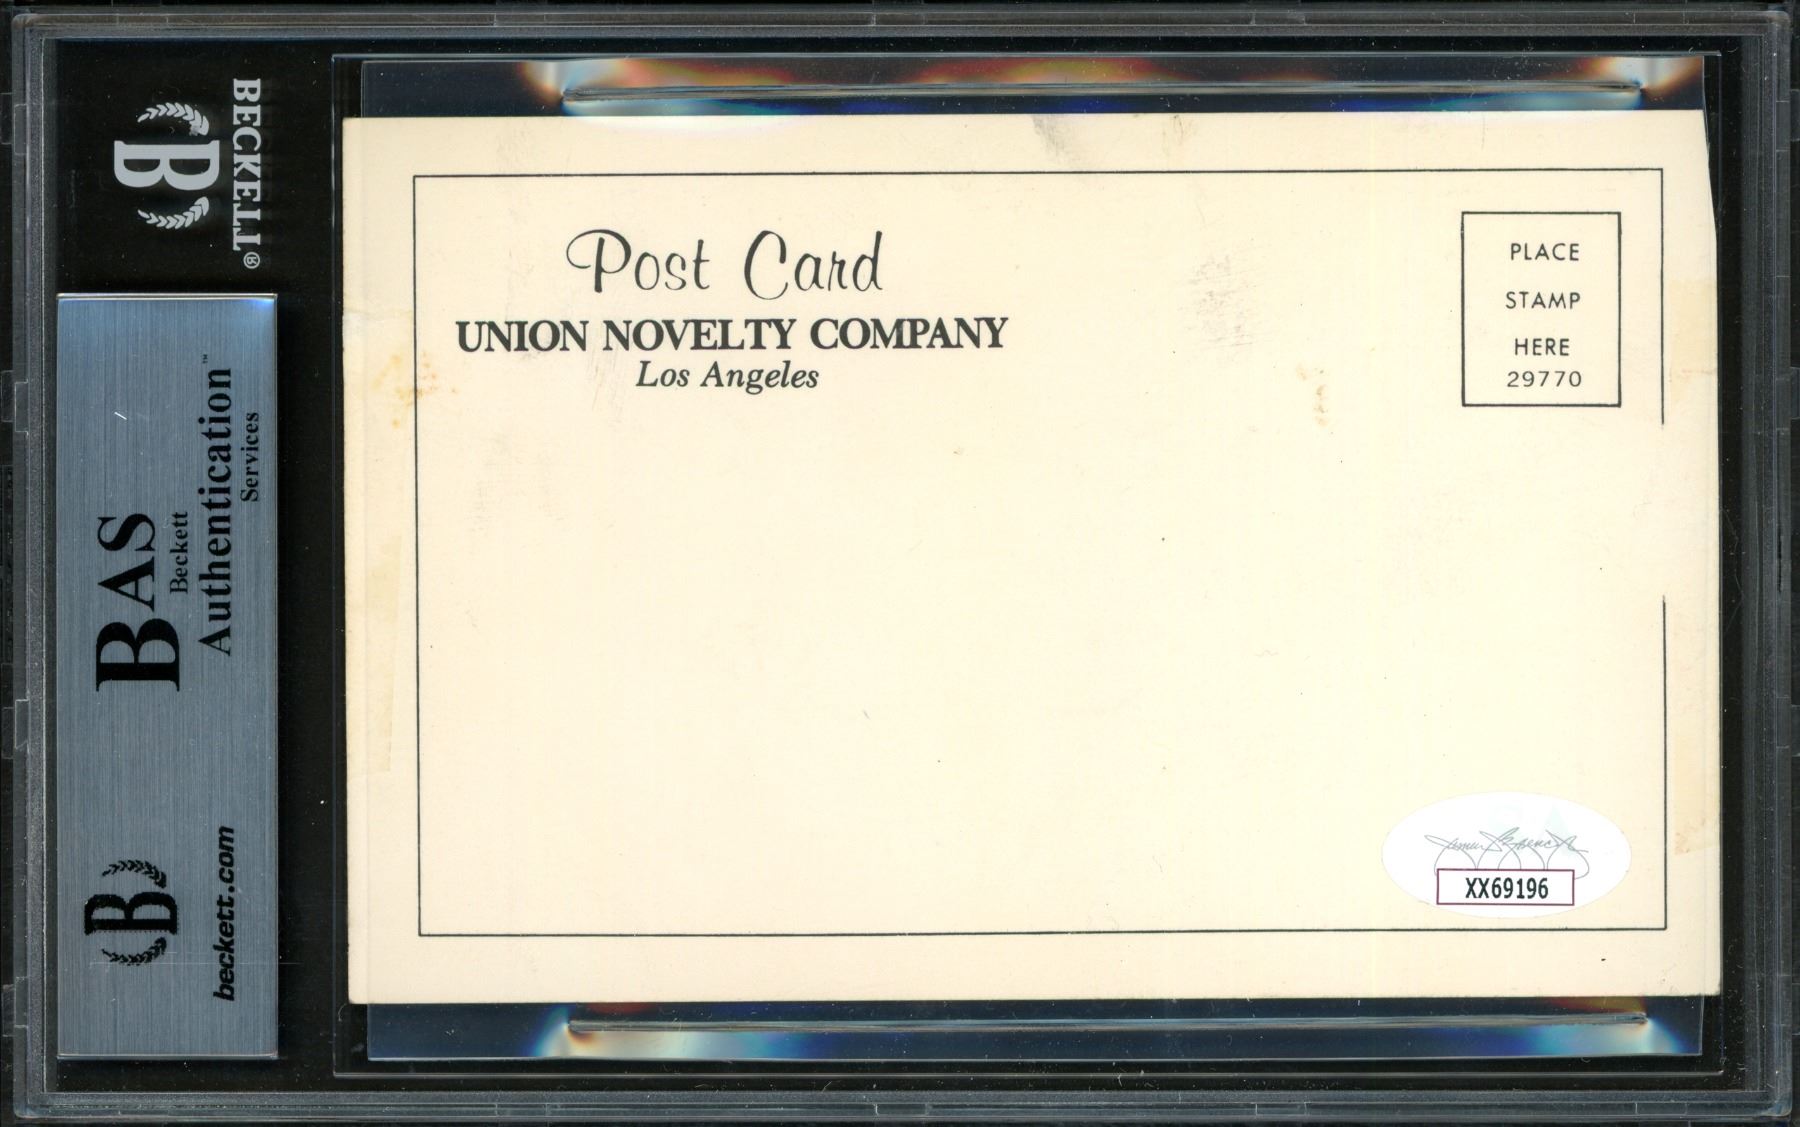 BECKETT®
B
BAS
Beckett
Authentication™
Services
B
beckett.com
Post Card
UNION NOVELTY COMPANY
Los Angeles
PLACE
STAMP
HERE
29770
XX69196